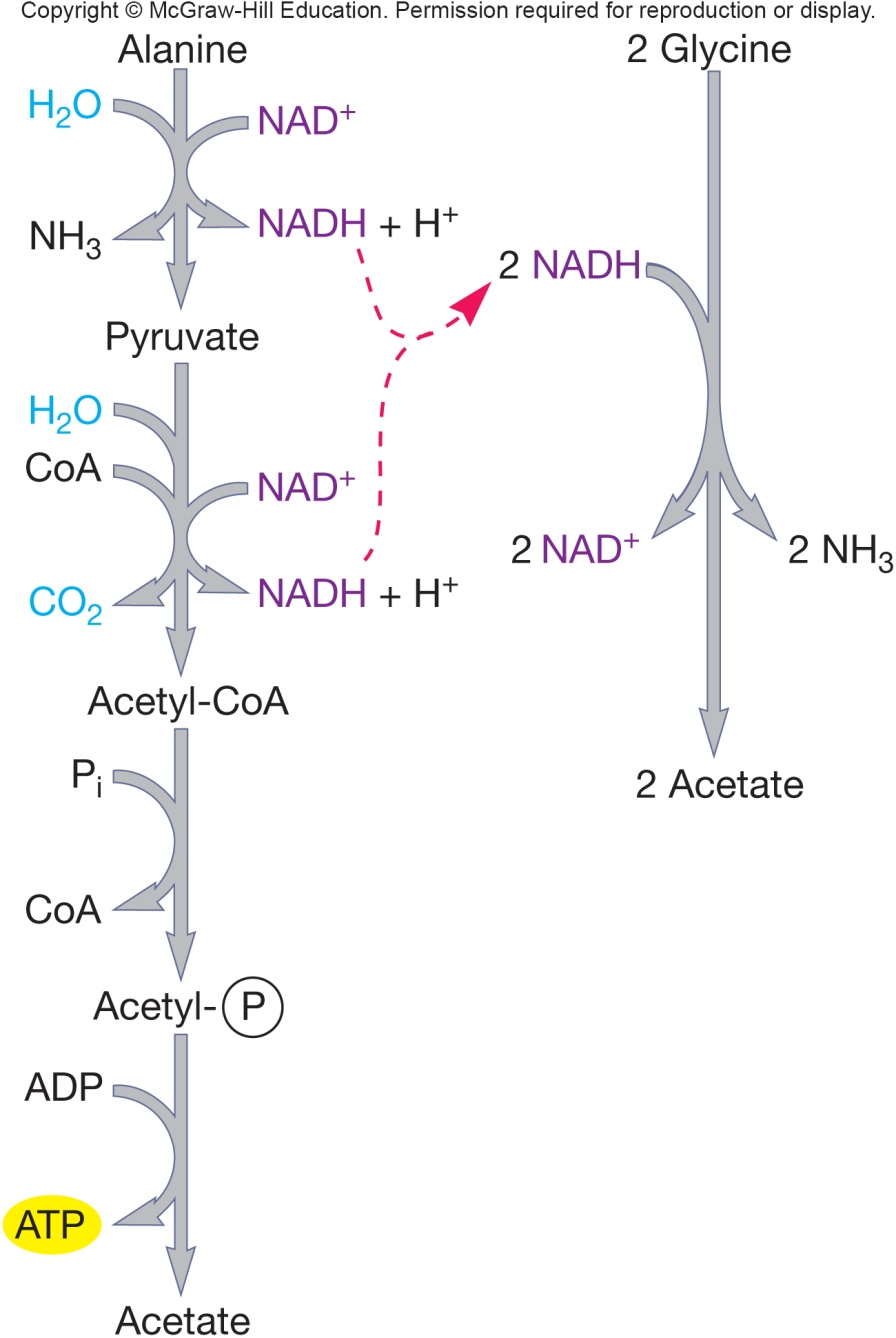 Copyright © McGraw-Hill Education. Permission required for reproduction or display.
Alanine
2 Glycine
H₂O
NAD⁺
NH₃
NADH + H⁺
2 NADH
Pyruvate
H₂O
CoA
NAD⁺
2 NAD⁺
2 NH₃
CO₂
NADH + H⁺
Acetyl-CoA
Pᵢ
2 Acetate
CoA
Acetyl-P
ADP
ATP
Acetate